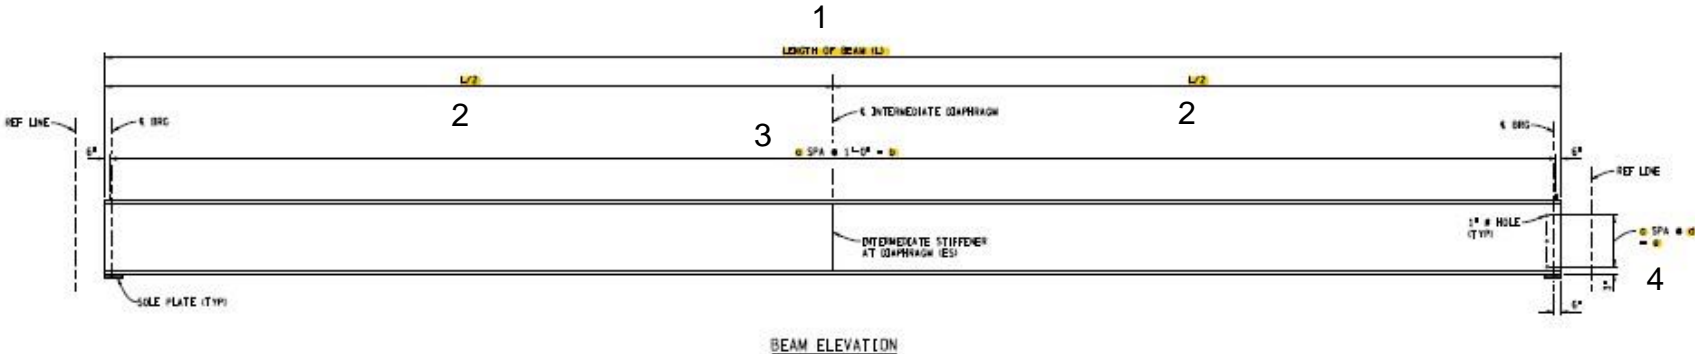 1
LENGTH OF BEAM (L)
L/2
L/2
2
2
REF LINE
℄ BRG
℄ INTERMEDIATE DIAPHRAGM
℄ BRG
3
6"
a SPA @ 1'-0" = b
6"
REF LINE
1" Ø HOLE
(TYP)
INTERMEDIATE STIFFENER
AT DIAPHRAGM (ES)
c SPA @ d
= e
4
3"
SOLE PLATE (TYP)
6"
BEAM ELEVATION